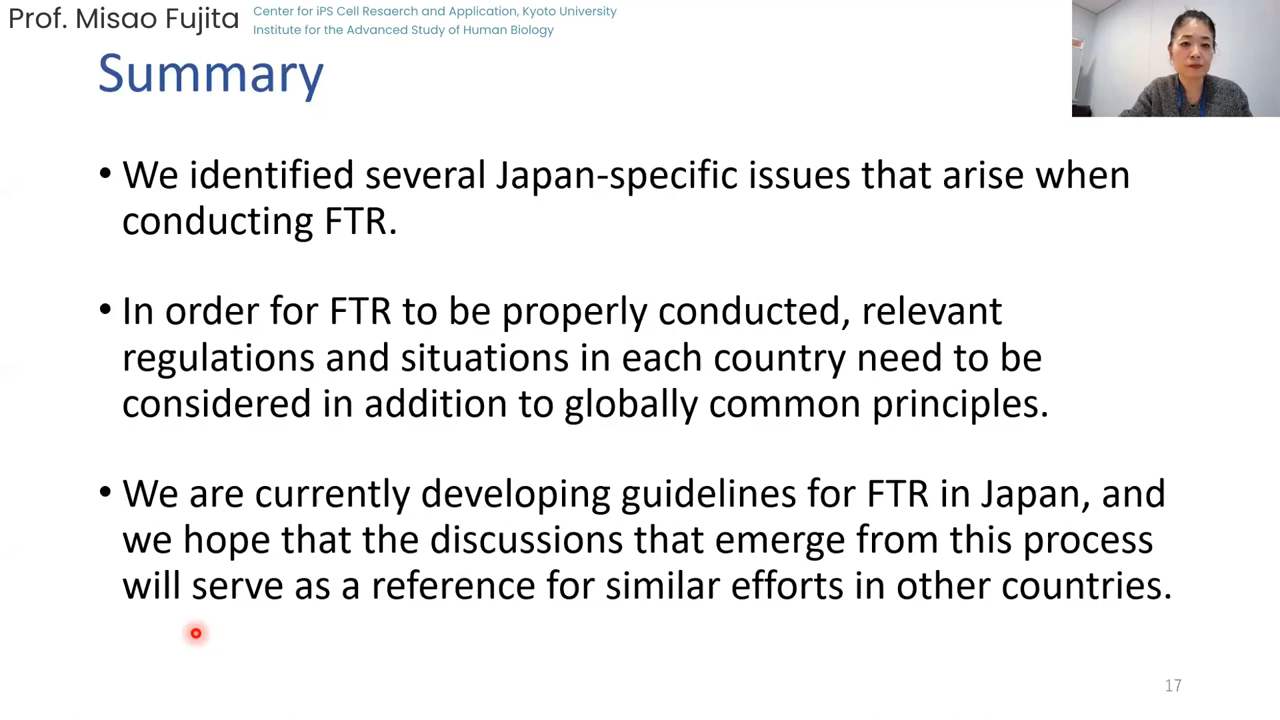 Prof. Misao Fujita
Center for iPS Cell Resaerch and Application, Kyoto University
Institute for the Advanced Study of Human Biology
Summary
• We identified several Japan-specific issues that arise when
conducting FTR.
• In order for FTR to be properly conducted, relevant
regulations and situations in each country need to be
considered in addition to globally common principles.
• We are currently developing guidelines for FTR in Japan, and
we hope that the discussions that emerge from this process
will serve as a reference for similar efforts in other countries.
17